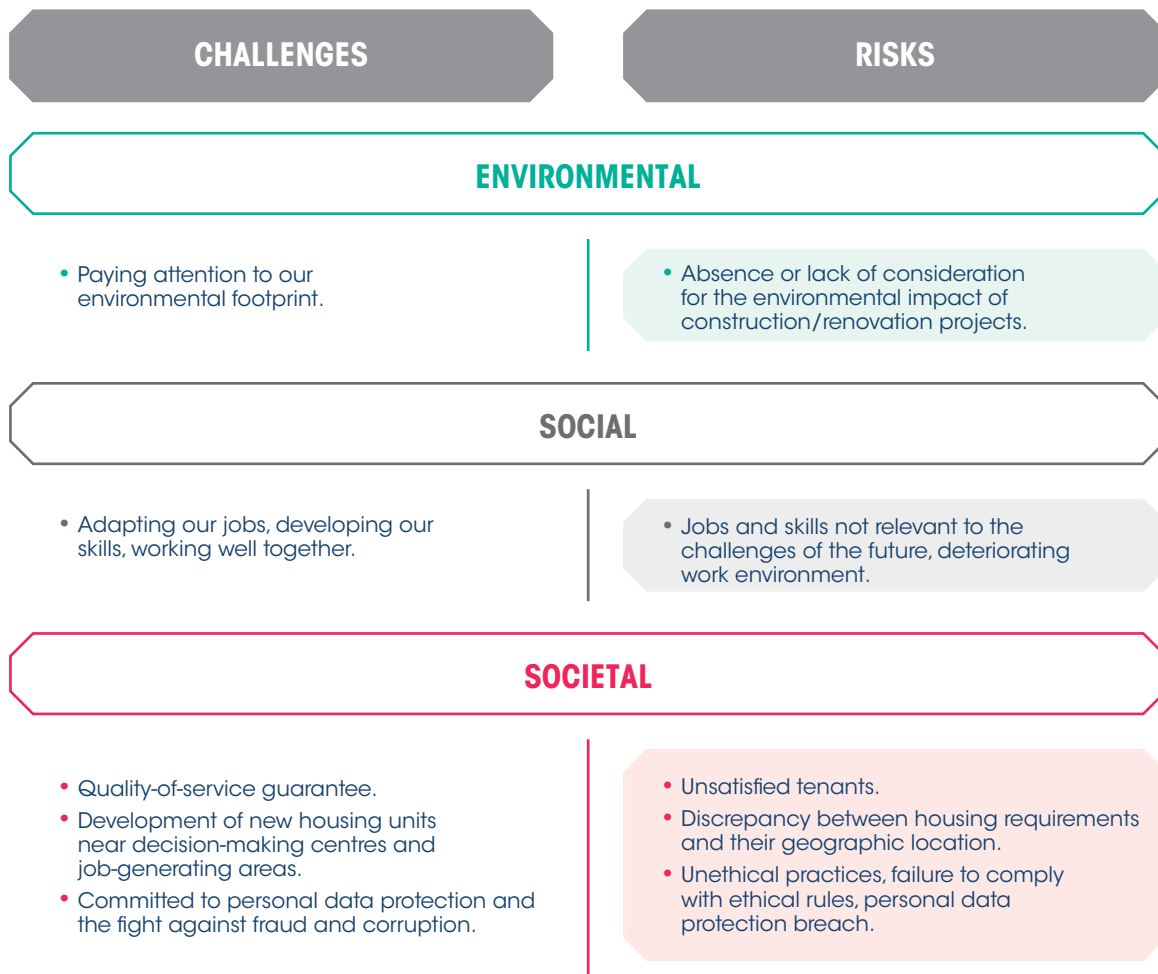 CHALLENGES
RISKS
ENVIRONMENTAL
• Paying attention to our
environmental footprint.
• Absence or lack of consideration
for the environmental impact of
construction/renovation projects.
SOCIAL
• Adapting our jobs, developing our
skills, working well together.
• Jobs and skills not relevant to the
challenges of the future, deteriorating
work environment.
SOCIETAL
• Quality-of-service guarantee.
• Development of new housing units
near decision-making centres and
job-generating areas.
• Committed to personal data protection and
the fight against fraud and corruption.
• Unsatisfied tenants.
• Discrepancy between housing requirements
and their geographic location.
• Unethical practices, failure to comply
with ethical rules, personal data
protection breach.